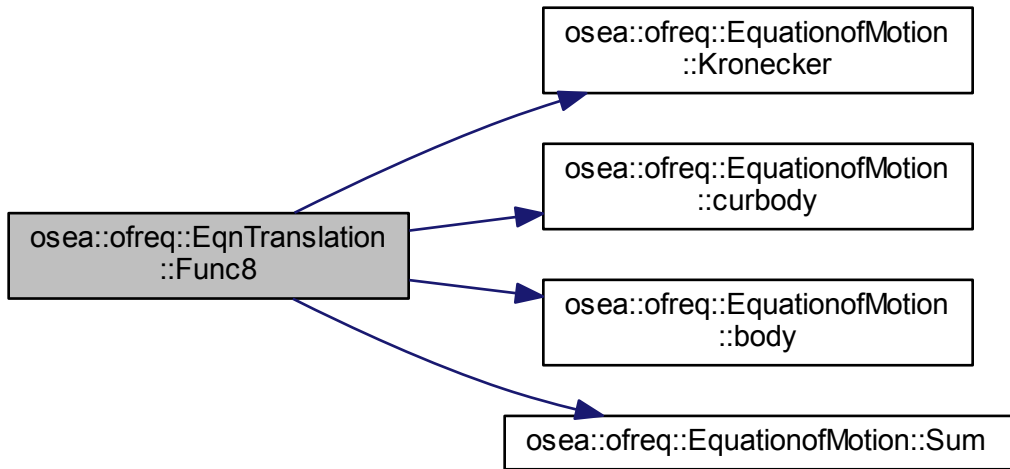 osea::ofreq::EquationofMotion
::Kronecker
osea::ofreq::EquationofMotion
::curbody
osea::ofreq::EqnTranslation
::Func8
osea::ofreq::EquationofMotion
::body
osea::ofreq::EquationofMotion::Sum